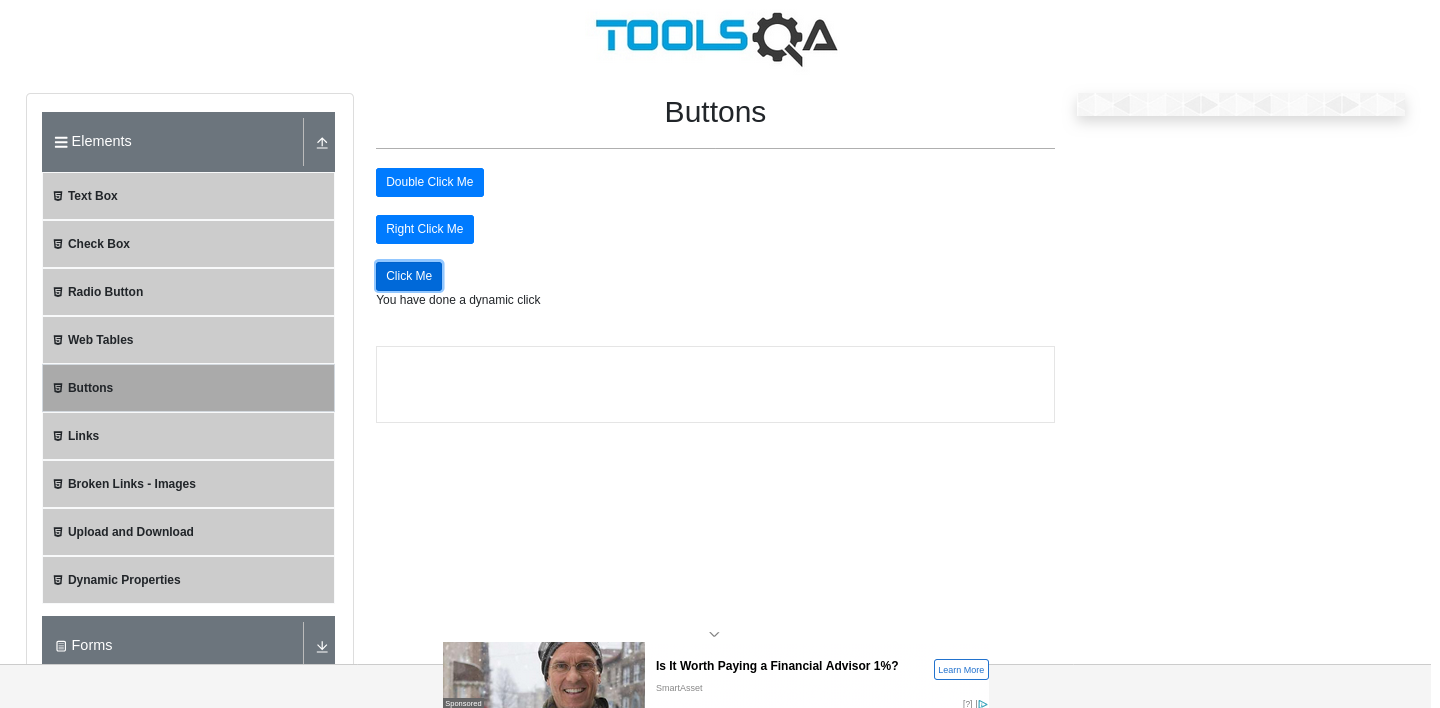 TOOLSQA
Elements
Text Box
Check Box
Radio Button
Web Tables
Buttons
Links
Broken Links - Images
Upload and Download
Dynamic Properties
Forms
Buttons
Double Click Me
Right Click Me
Click Me
You have done a dynamic click
Sponsored
Is It Worth Paying a Financial Advisor 1%?
SmartAsset
Learn More
[?]